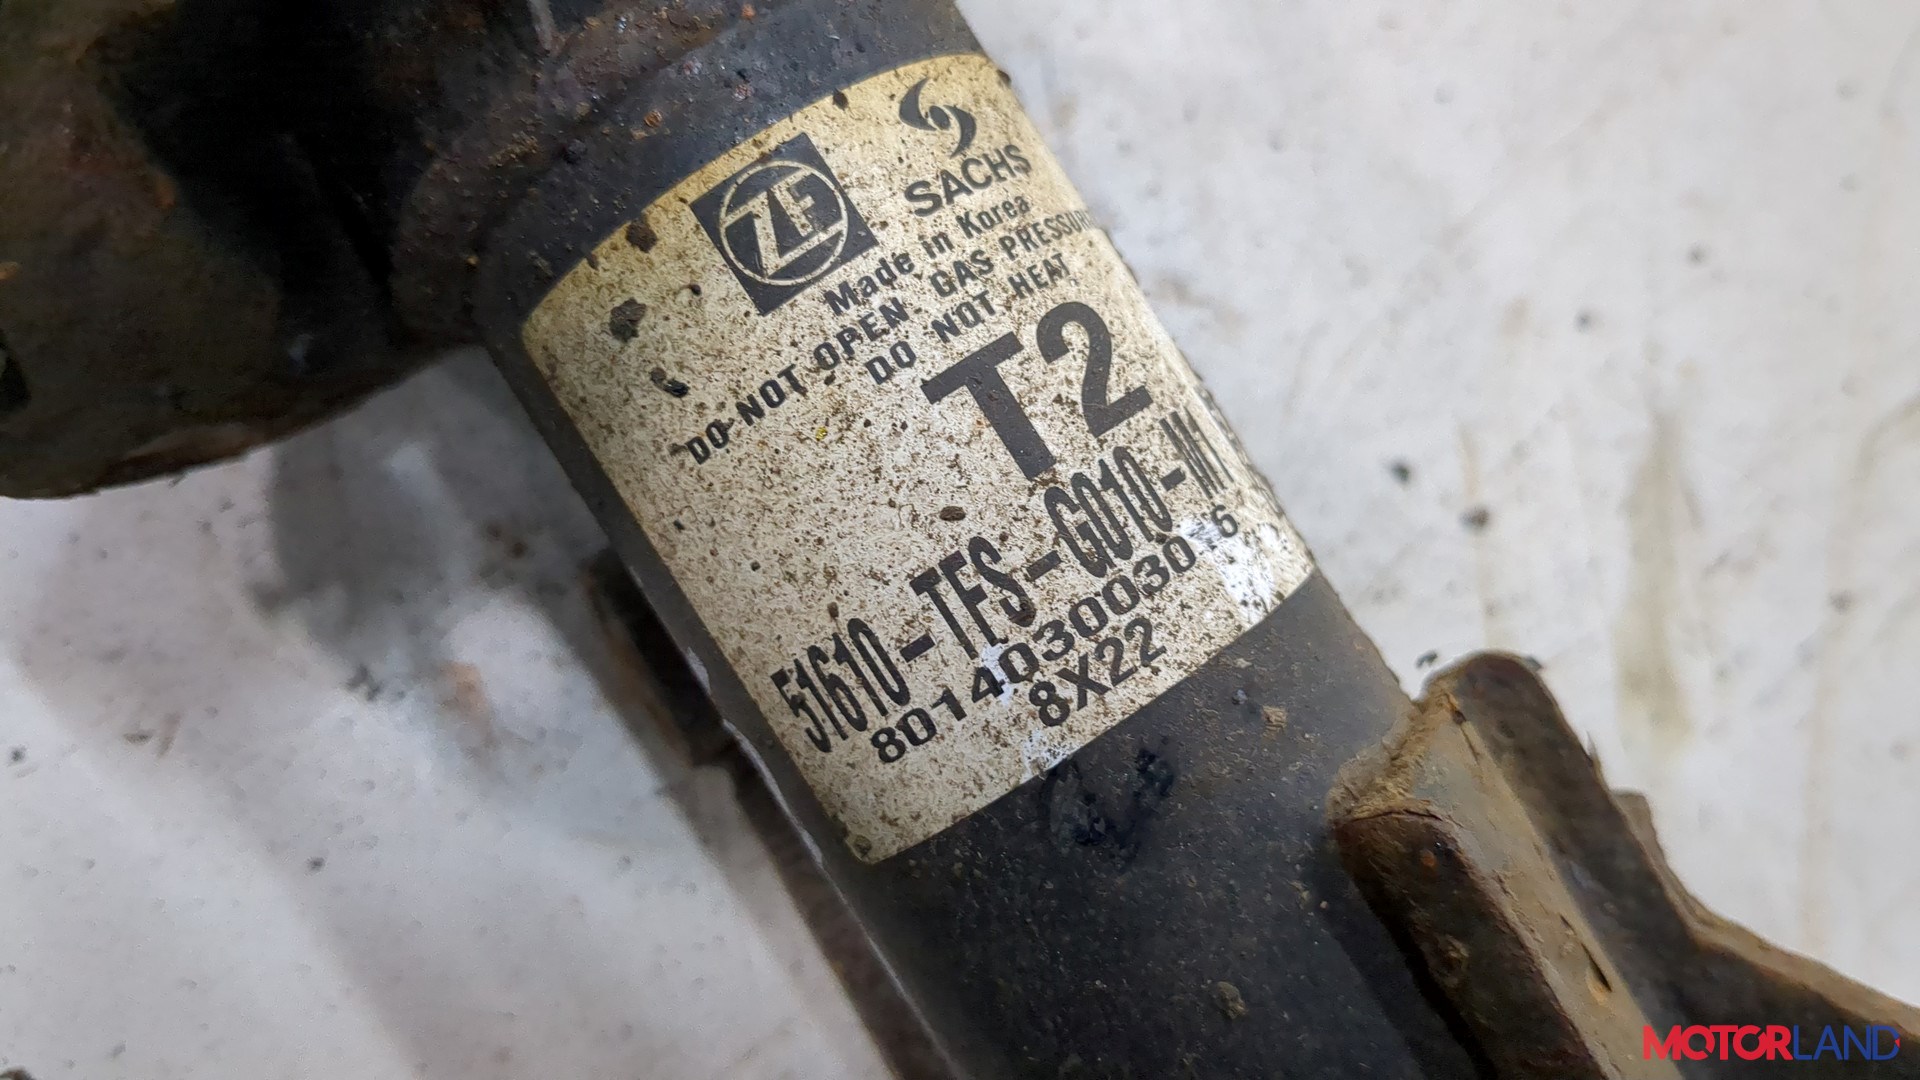 ZF
SACHS
Made in Korea
DO NOT OPEN GAS PRESSURE
DO NOT HEAT
T2
51610-TFS-G010-M1
801403003016
8X22
MOTORLAND